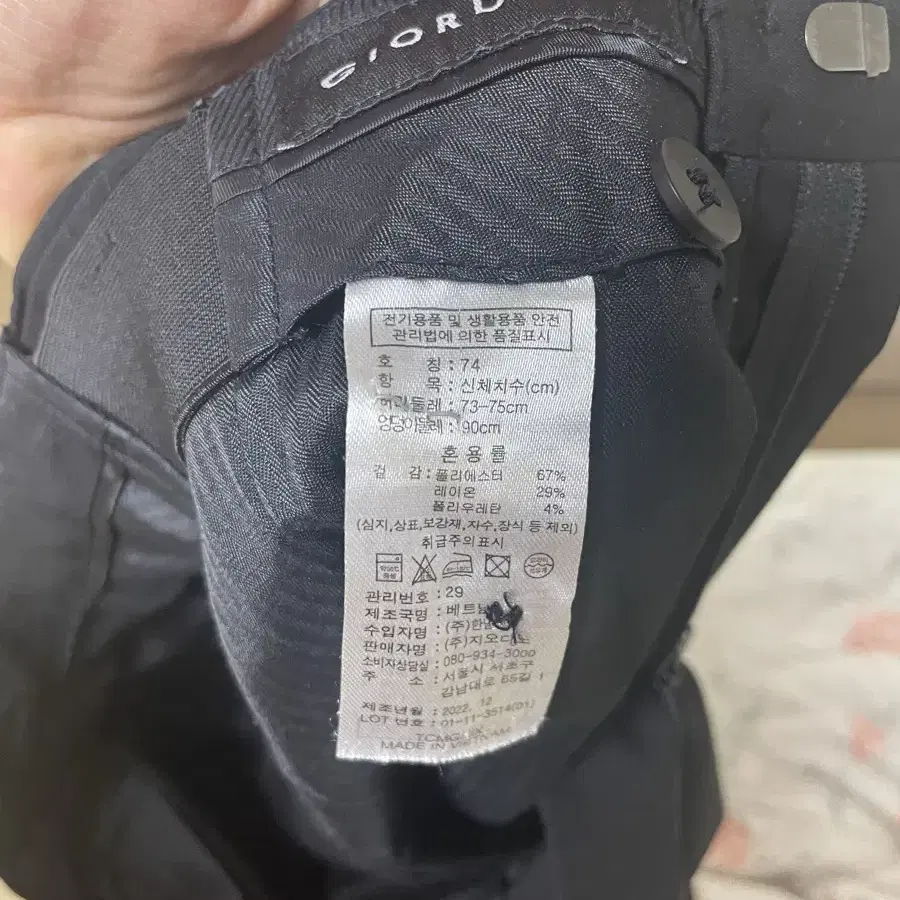 GIORD
전기용품 및 생활용품 안전
관리법에 의한 품질표시
호 칭 : 74
항 목 : 신체치수(cm)
허리둘레 : 73-75cm
엉덩이둘레 : 90cm
혼용률
겉 감 : 폴리에스터 67%
레이온 29%
폴리우레탄 4%
(심지,상표,보강재,자수,장식 등 제외)
취급주의표시
관리번호 : 29
제조국명 : 베트
수입자명 : (주)한
판매자명 : (주)지오다노
소비자상담실 : 080-934-3000
주 소 : 서울시 서초구
강남대로 65길 1
제조년월 : 2022. 12
LOT 번호 : 01-11-3514(01)
MADE IN VIETNAM